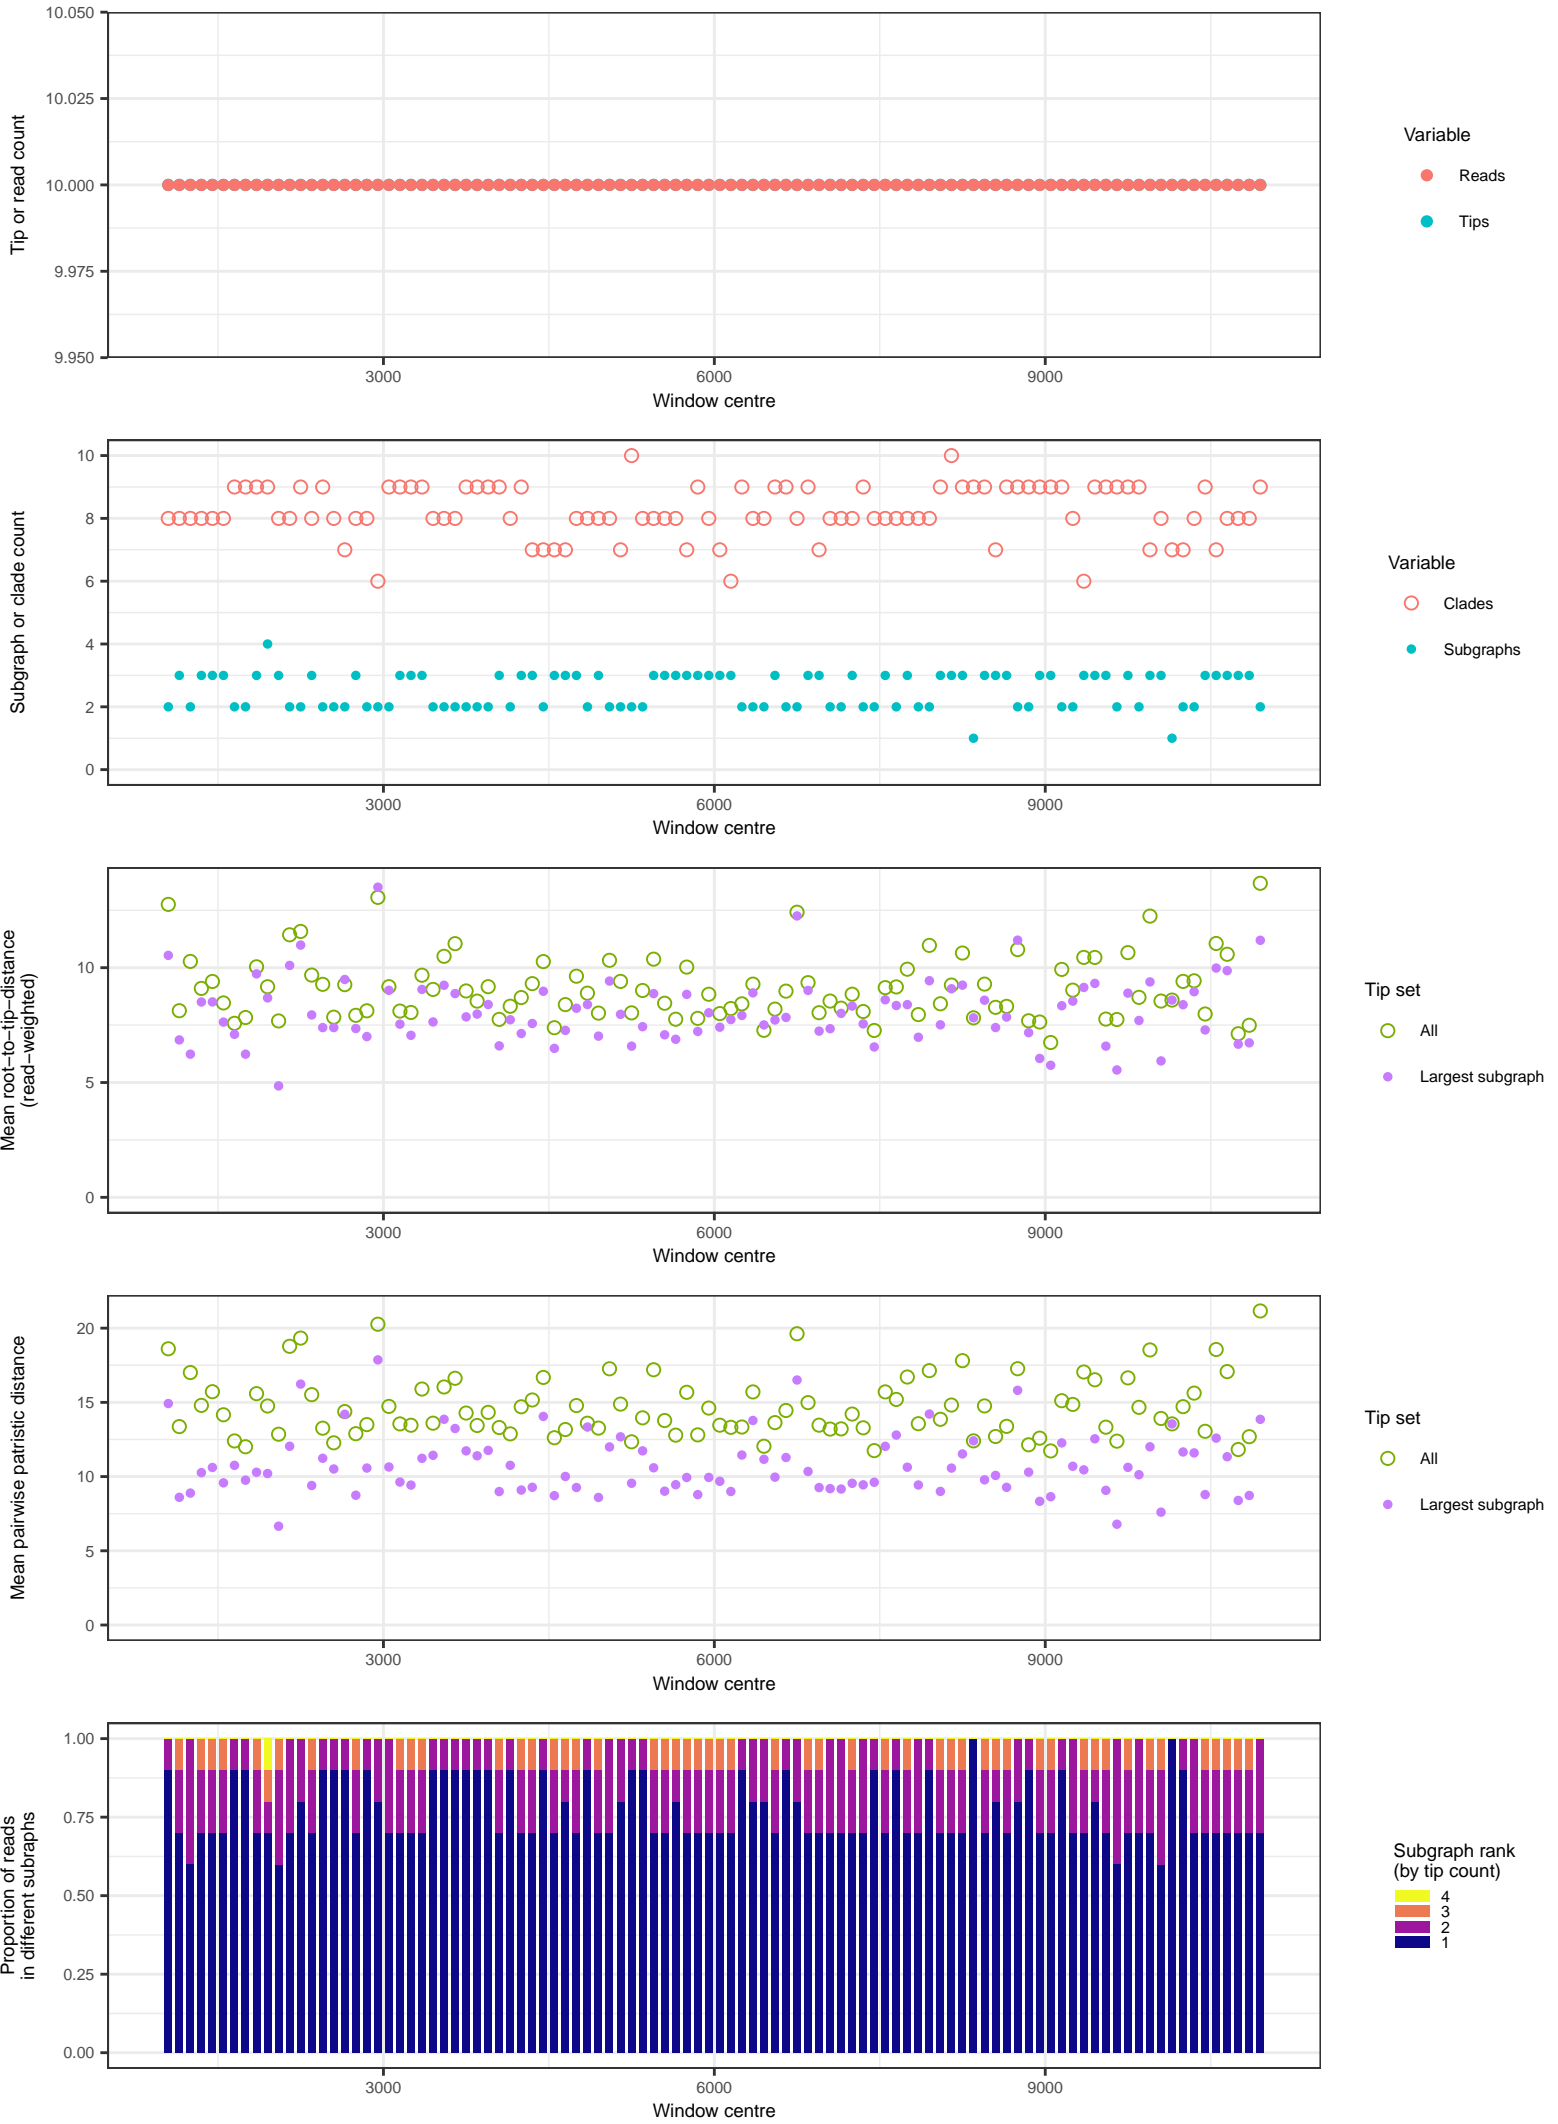 10.050
10.025
10.000
9.975
9.950
Tip or read count
3000
6000
9000
Window centre
Variable
Reads
Tips
10
8
6
4
2
0
Subgraph or clade count
3000
6000
9000
Window centre
Variable
Clades
Subgraphs
10
5
0
Mean root−to−tip−distance
(read−weighted)
3000
6000
9000
Window centre
Tip set
All
Largest subgraph
20
15
10
5
0
Mean pairwise patristic distance
3000
6000
9000
Window centre
Tip set
All
Largest subgraph
1.00
0.75
0.50
0.25
0.00
Proportion of reads
in different subraphs
3000
6000
9000
Window centre
Subgraph rank
(by tip count)
4
3
2
1